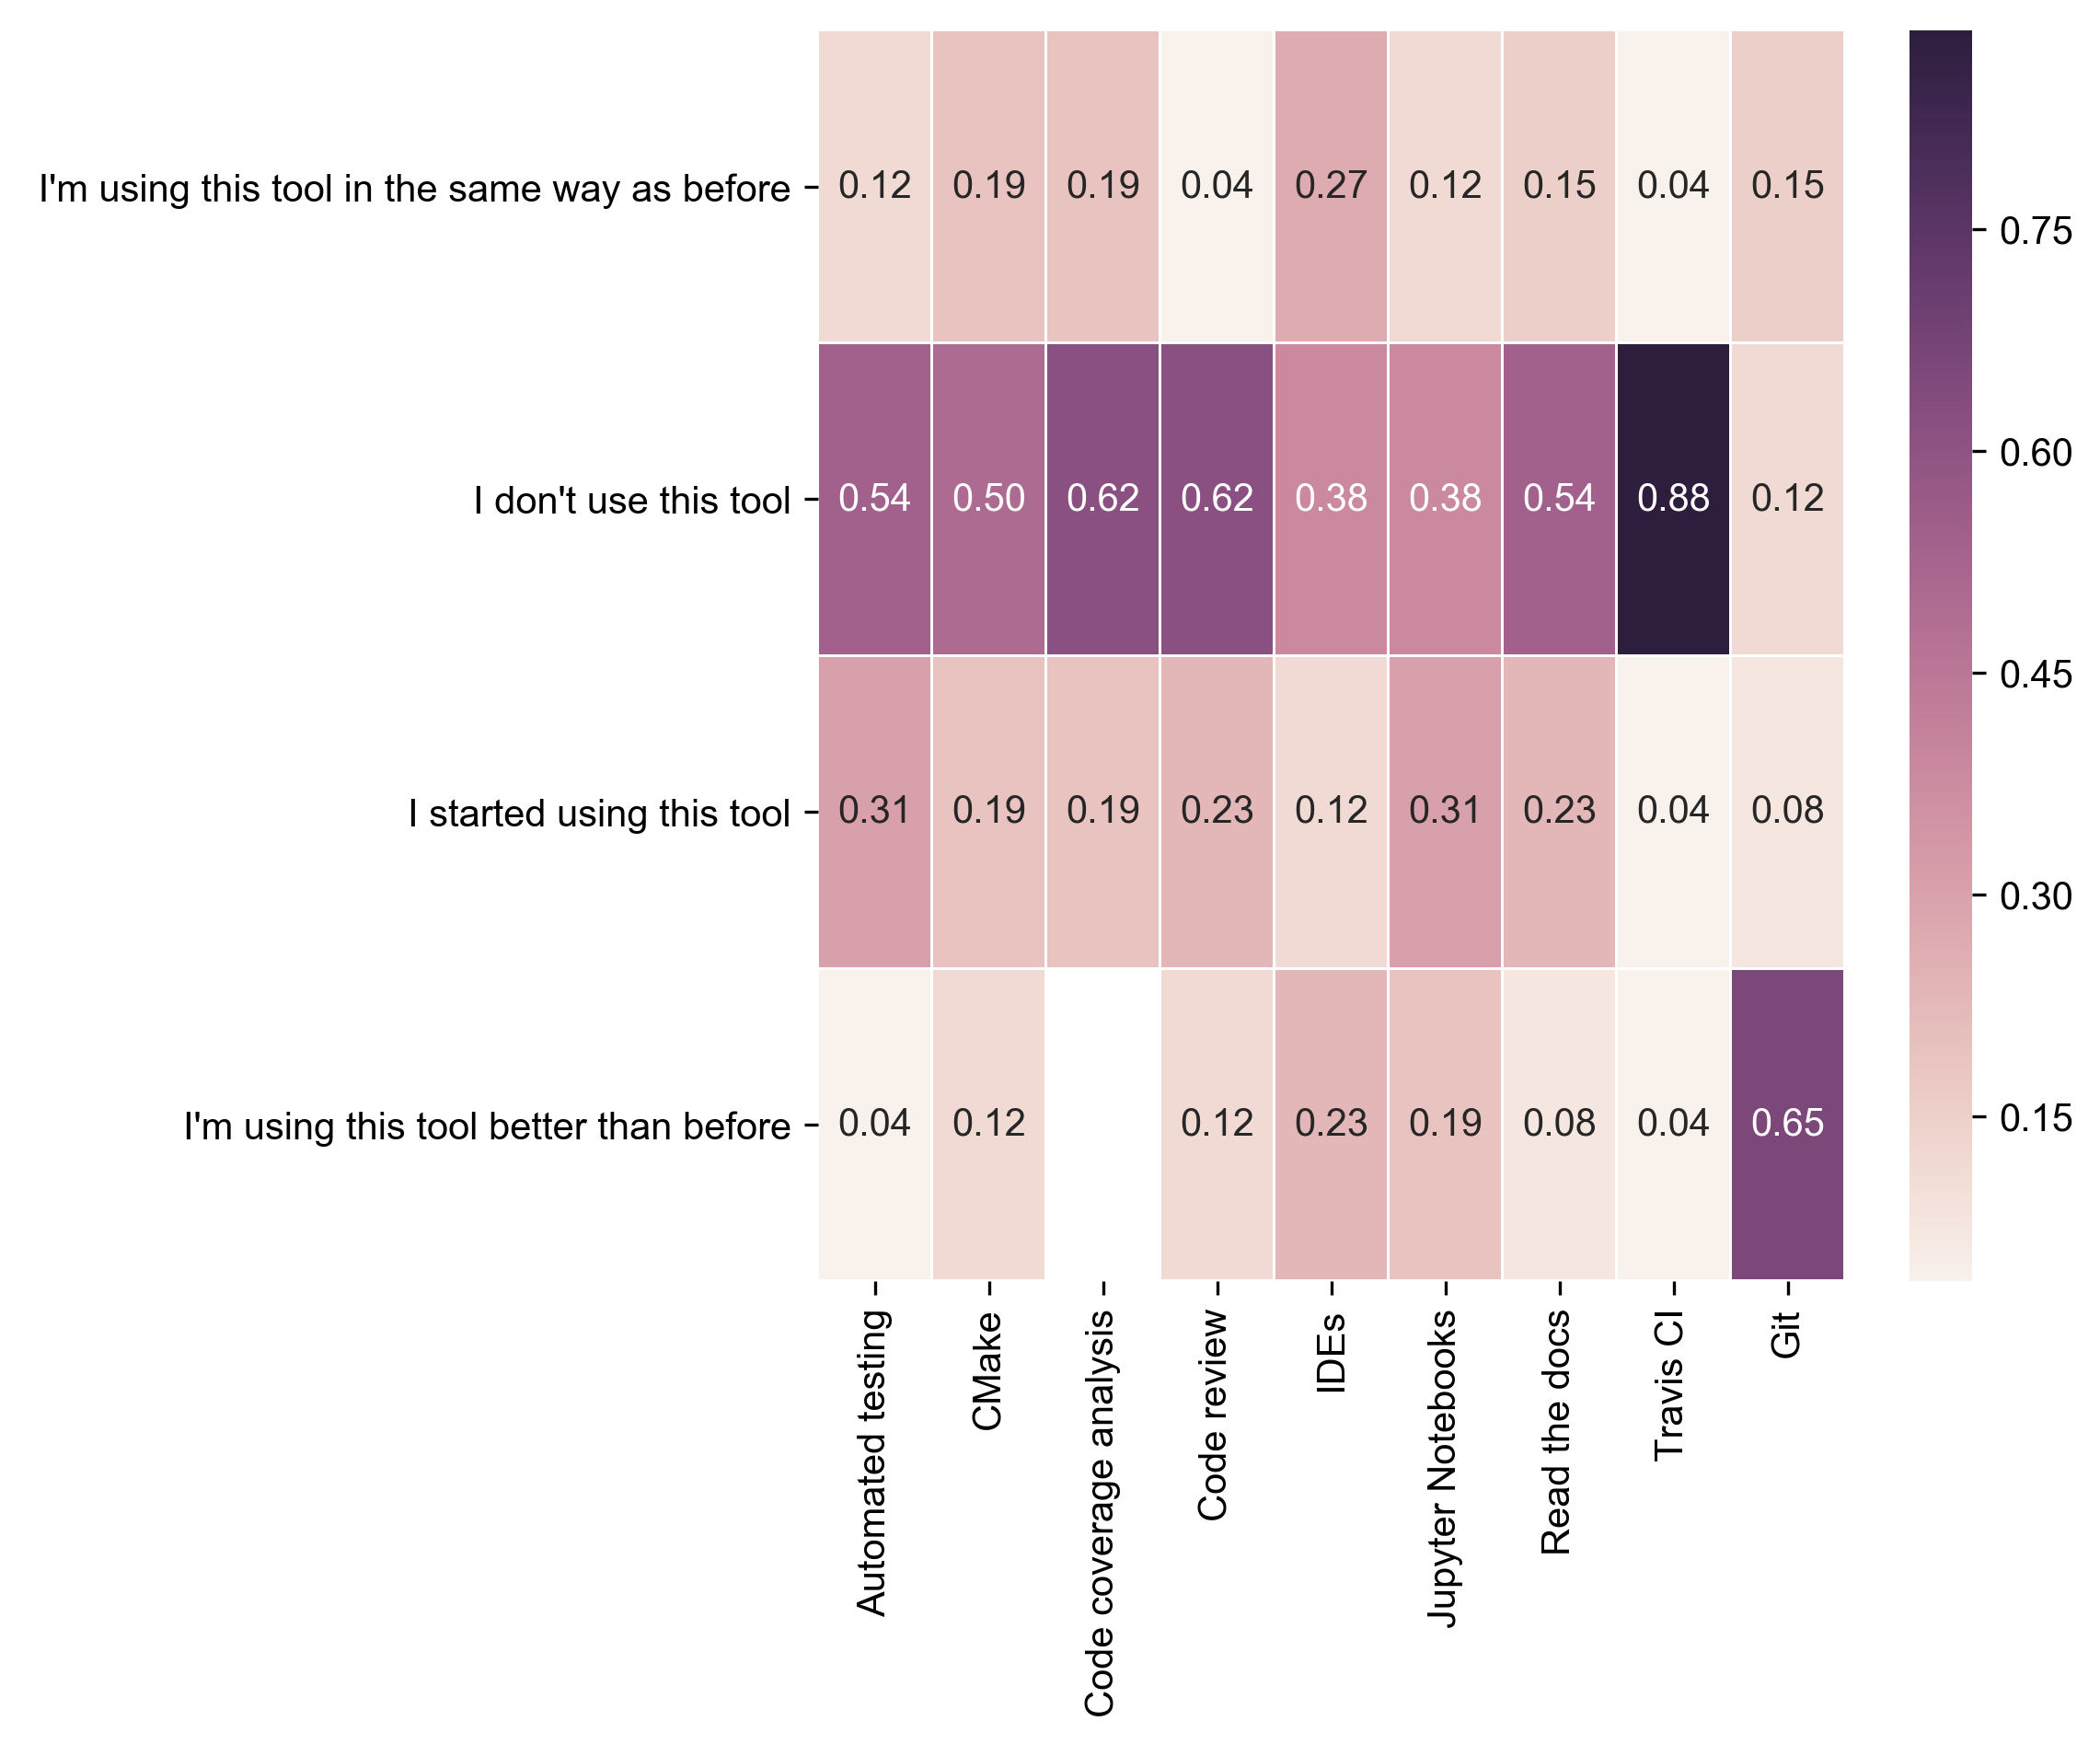 I'm using this tool in the same way as before
0.12 0.19 0.19 0.04 0.27 0.12 0.15 0.04 0.15
I don't use this tool
0.54 0.50 0.62 0.62 0.38 0.38 0.54 0.88 0.12
I started using this tool
0.31 0.19 0.19 0.23 0.12 0.31 0.23 0.04 0.08
I'm using this tool better than before
0.04 0.12 0.12 0.23 0.19 0.08 0.04 0.65
Automated testing
CMake
Code coverage analysis
Code review
IDEs
Jupyter Notebooks
Read the docs
Travis CI
Git
0.75
0.60
0.45
0.30
0.15